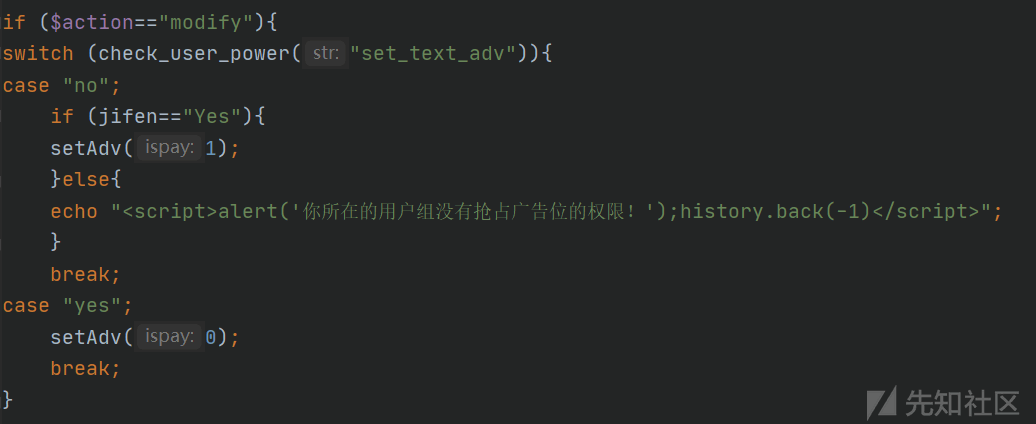 if ($action=="modify"){
switch (check_user_power( str: "set_text_adv")){
case "no";
if (jifen=="Yes"){
setAdv( ispay: 1);
}else{
echo "<script>alert('你所在的用户组没有抢占广告位的权限！');history.back(-1)</script>";
}
break;
case "yes";
setAdv( ispay: 0);
break;
}
先知社区